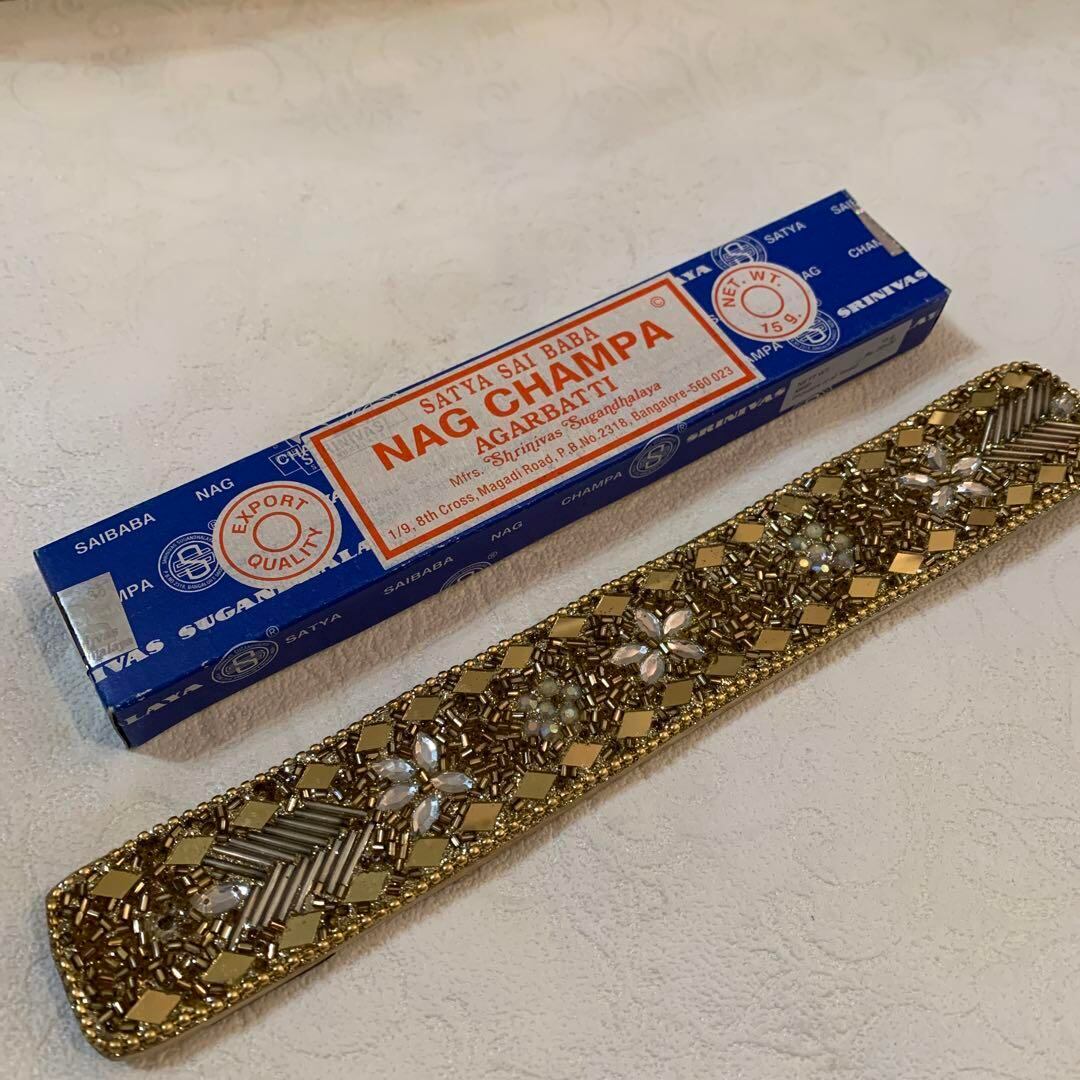 SATYA SAI BABA
NAG CHAMPA
AGARBATTI
Mfrs. Shrinivas Sugandhalaya
1/9, 8th Cross, Magadi Road, P.B.No.2318, Bangalore-560 023
©
NET. WT.
15 g.
EXPORT
QUALITY
SAIBABA NAG
SATYA
SRINIVAS
SATYA SAIBABA NAG CHAMPA
SRINIVAS